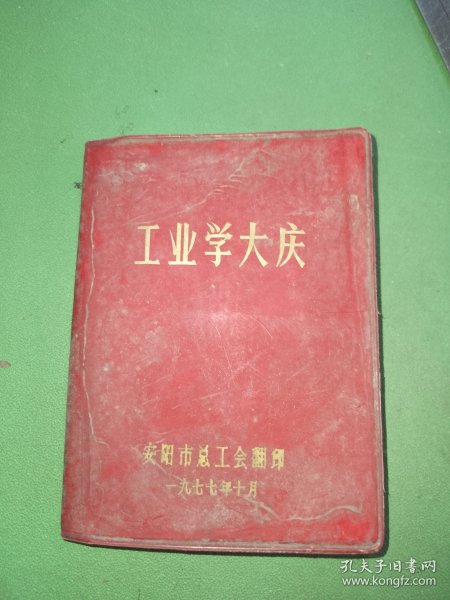 工业学大庆
安阳市总工会翻印
一九七七年十月
孔夫子旧书网
www.kongfz.com